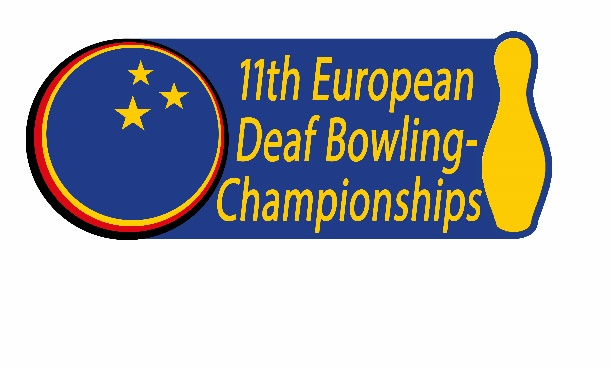 11th European
Deaf Bowling-
Championships